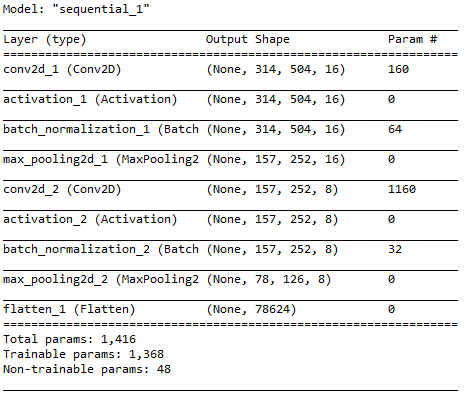 Model: "sequential_1"
Layer (type) Output Shape Param #
conv2d_1 (Conv2D) (None, 314, 504, 16) 160
activation_1 (Activation) (None, 314, 504, 16) 0
batch_normalization_1 (Batch (None, 314, 504, 16) 64
max_pooling2d_1 (MaxPooling2 (None, 157, 252, 16) 0
conv2d_2 (Conv2D) (None, 157, 252, 8) 1160
activation_2 (Activation) (None, 157, 252, 8) 0
batch_normalization_2 (Batch (None, 157, 252, 8) 32
max_pooling2d_2 (MaxPooling2 (None, 78, 126, 8) 0
flatten_1 (Flatten) (None, 78624) 0
Total params: 1,416
Trainable params: 1,368
Non-trainable params: 48